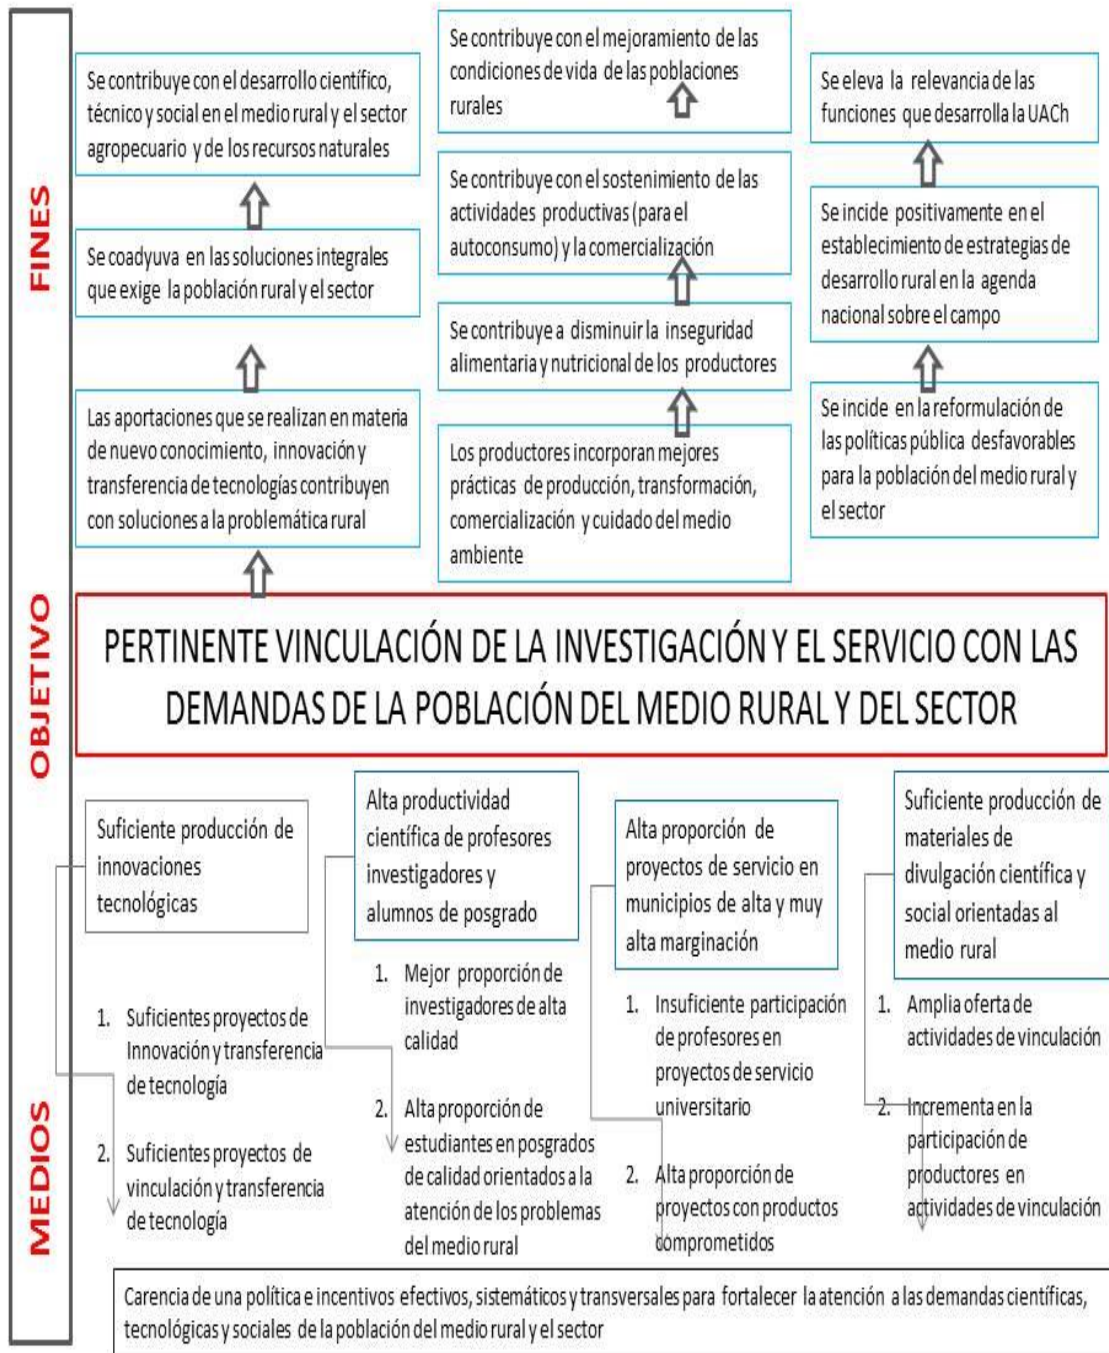 FINES
Se contribuye con el desarrollo científico,
técnico y social en el medio rural y el sector
agropecuario y de los recursos naturales
Se coadyuva en las soluciones integrales
que exige la población rural y el sector
Las aportaciones que se realizan en materia
de nuevo conocimiento, innovación y
transferencia de tecnologías contribuyen
con soluciones a la problemática rural
Se contribuye con el mejoramiento de las
condiciones de vida de las poblaciones
rurales
Se contribuye con el sostenimiento de las
actividades productivas (para el
autoconsumo) y la comercialización
Se contribuye a disminuir la inseguridad
alimentaria y nutricional de los productores
Los productores incorporan mejores
prácticas de producción, transformación,
comercialización y cuidado del medio
ambiente
Se eleva la relevancia de las
funciones que desarrolla la UACh
Se incide positivamente en el
establecimiento de estrategias de
desarrollo rural en la agenda
nacional sobre el campo
Se incide en la reformulación de
las políticas pública desfavorables
para la población del medio rural y
el sector
OBJETIVO
PERTINENTE VINCULACIÓN DE LA INVESTIGACIÓN Y EL SERVICIO CON LAS
DEMANDAS DE LA POBLACIÓN DEL MEDIO RURAL Y DEL SECTOR
MEDIOS
Suficiente producción de
innovaciones
tecnológicas
1. Suficientes proyectos de
Innovación y transferencia
de tecnología
2. Suficientes proyectos de
vinculación y transferencia
de tecnología
Alta productividad
científica de profesores
investigadores y
alumnos de posgrado
1. Mejor proporción de
investigadores de alta
calidad
2. Alta proporción de
estudiantes en posgrados
de calidad orientados a la
atención de los problemas
del medio rural
Alta proporción de
proyectos de servicio en
municipios de alta y muy
alta marginación
1. Insuficiente participación
de profesores en
proyectos de servicio
universitario
2. Alta proporción de
proyectos con productos
comprometidos
Suficiente producción de
materiales de
divulgación científica y
social orientadas al
medio rural
1. Amplia oferta de
actividades de vinculación
2. Incrementa en la
participación de
productores en
actividades de vinculación
Carencia de una política e incentivos efectivos, sistemáticos y transversales para fortalecer la atención a las demandas científicas,
tecnológicas y sociales de la población del medio rural y el sector